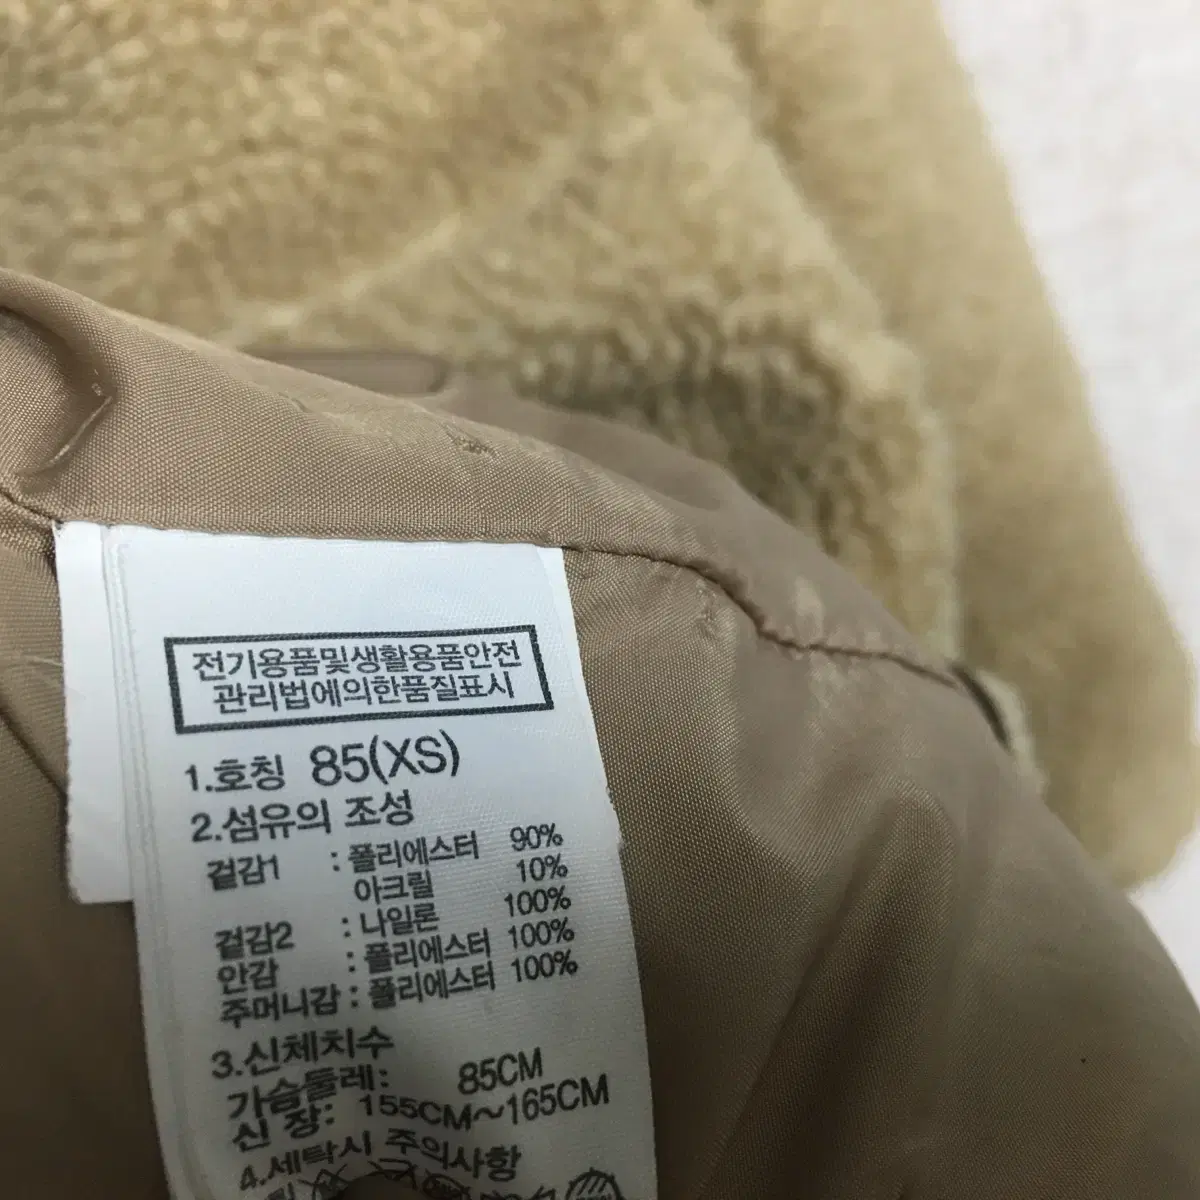 전기용품및생활용품안전
관리법에의한품질표시
1.호칭 85(XS)
2.섬유의 조성
겉감1 : 폴리에스터 90%
아크릴 10%
겉감2 : 나일론 100%
안감 : 폴리에스터 100%
주머니감 : 폴리에스터 100%
3.신체치수
가슴둘레: 85CM
신 장: 155CM~165CM
4.세탁시 주의사항